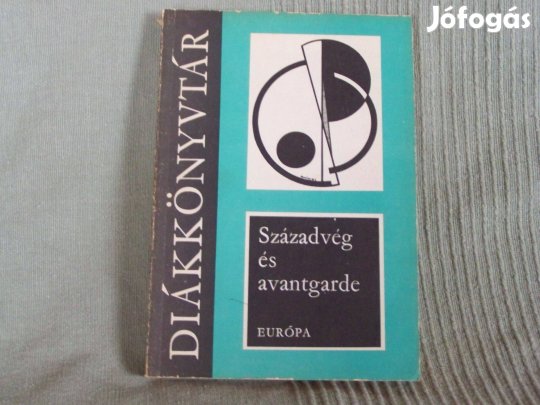 Jófogás
DIÁKKÖNYVTÁR
Századvég
és
avantgarde
EURÓPA